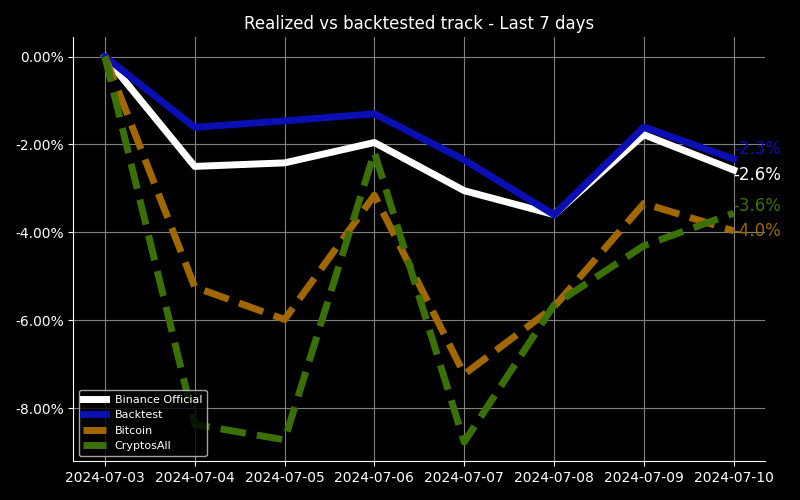 Realized vs backtested track - Last 7 days
0.00%
-2.00%
-4.00%
-6.00%
-8.00%
-2.3%
-2.6%
-3.6%
-4.0%
Binance Official
Backtest
Bitcoin
CryptosAll
2024-07-03 2024-07-04 2024-07-05 2024-07-06 2024-07-07 2024-07-08 2024-07-09 2024-07-10